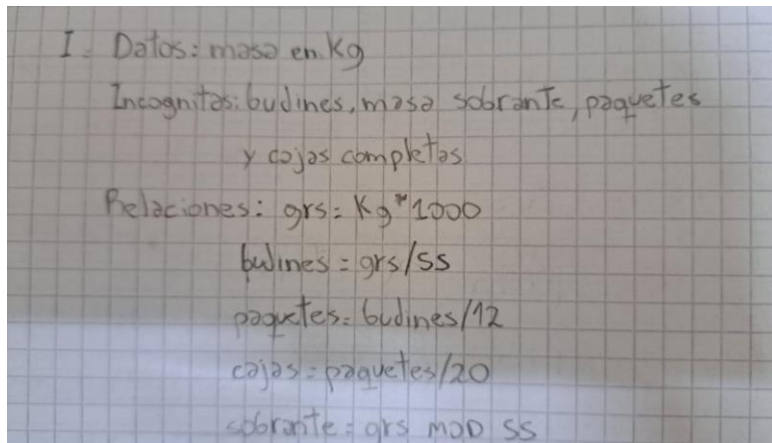 I. Datos: masa en Kg
Incognitas: budines, masa sobrante, paquetes
y cajas completas
Relaciones: grs = Kg * 1000
budines = grs/55
paquetes = budines/12
cajas = paquetes/20
sobrante = grs MOD 55